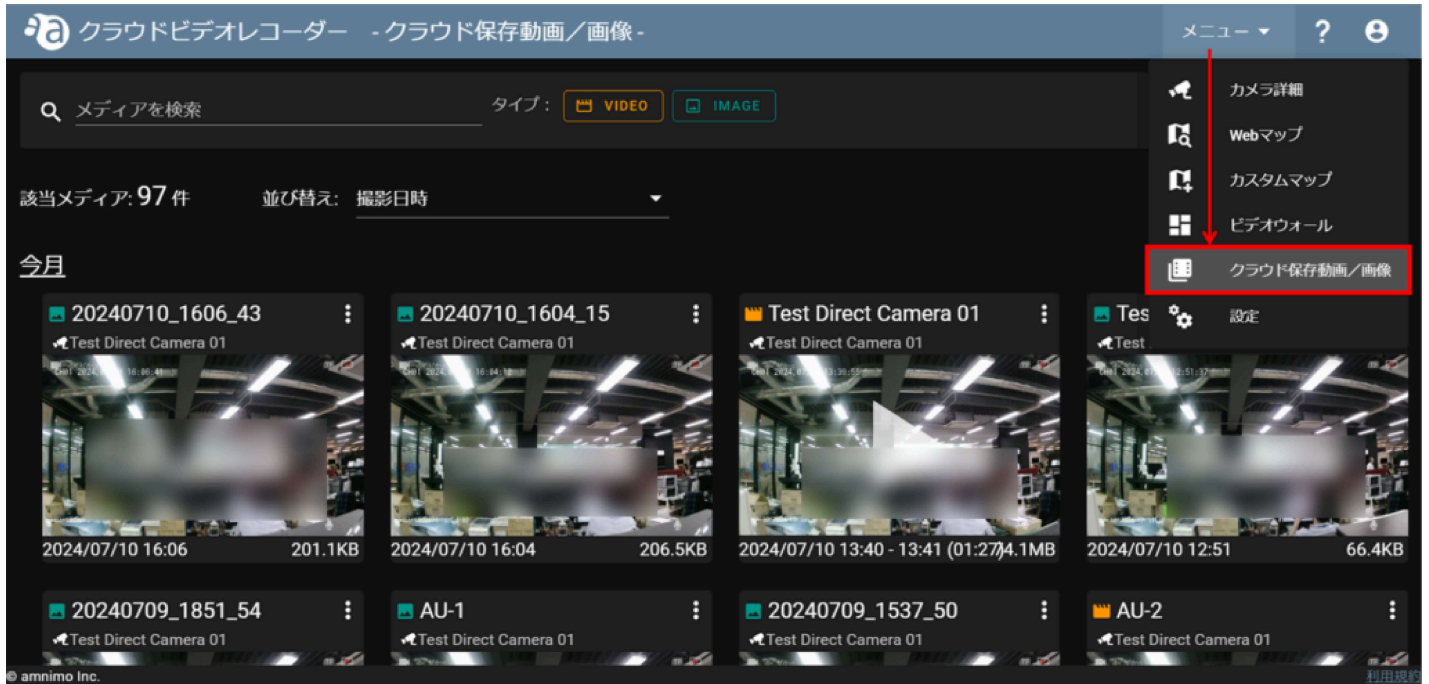 クラウドビデオレコーダー - クラウド保存動画／画像 - メニュー ?
メディアを検索 タイプ : VIDEO IMAGE
カメラ詳細
Webマップ
カスタムマップ
ビデオウォール
クラウド保存動画／画像
設定
該当メディア: 97 件 並び替え: 撮影日時
今月
20240710_1606_43
Test Direct Camera 01
2024/07/10 16:06 201.1KB
20240710_1604_15
Test Direct Camera 01
2024/07/10 16:04 206.5KB
Test Direct Camera 01
Test Direct Camera 01
2024/07/10 13:40 - 13:41 (01:27) 4.1MB
Tes
Test
2024/07/10 12:51 66.4KB
20240709_1851_54
Test Direct Camera 01
AU-1
Test Direct Camera 01
20240709_1537_50
Test Direct Camera 01
AU-2
Test Direct Camera 01
© amnimo Inc. 利用規約